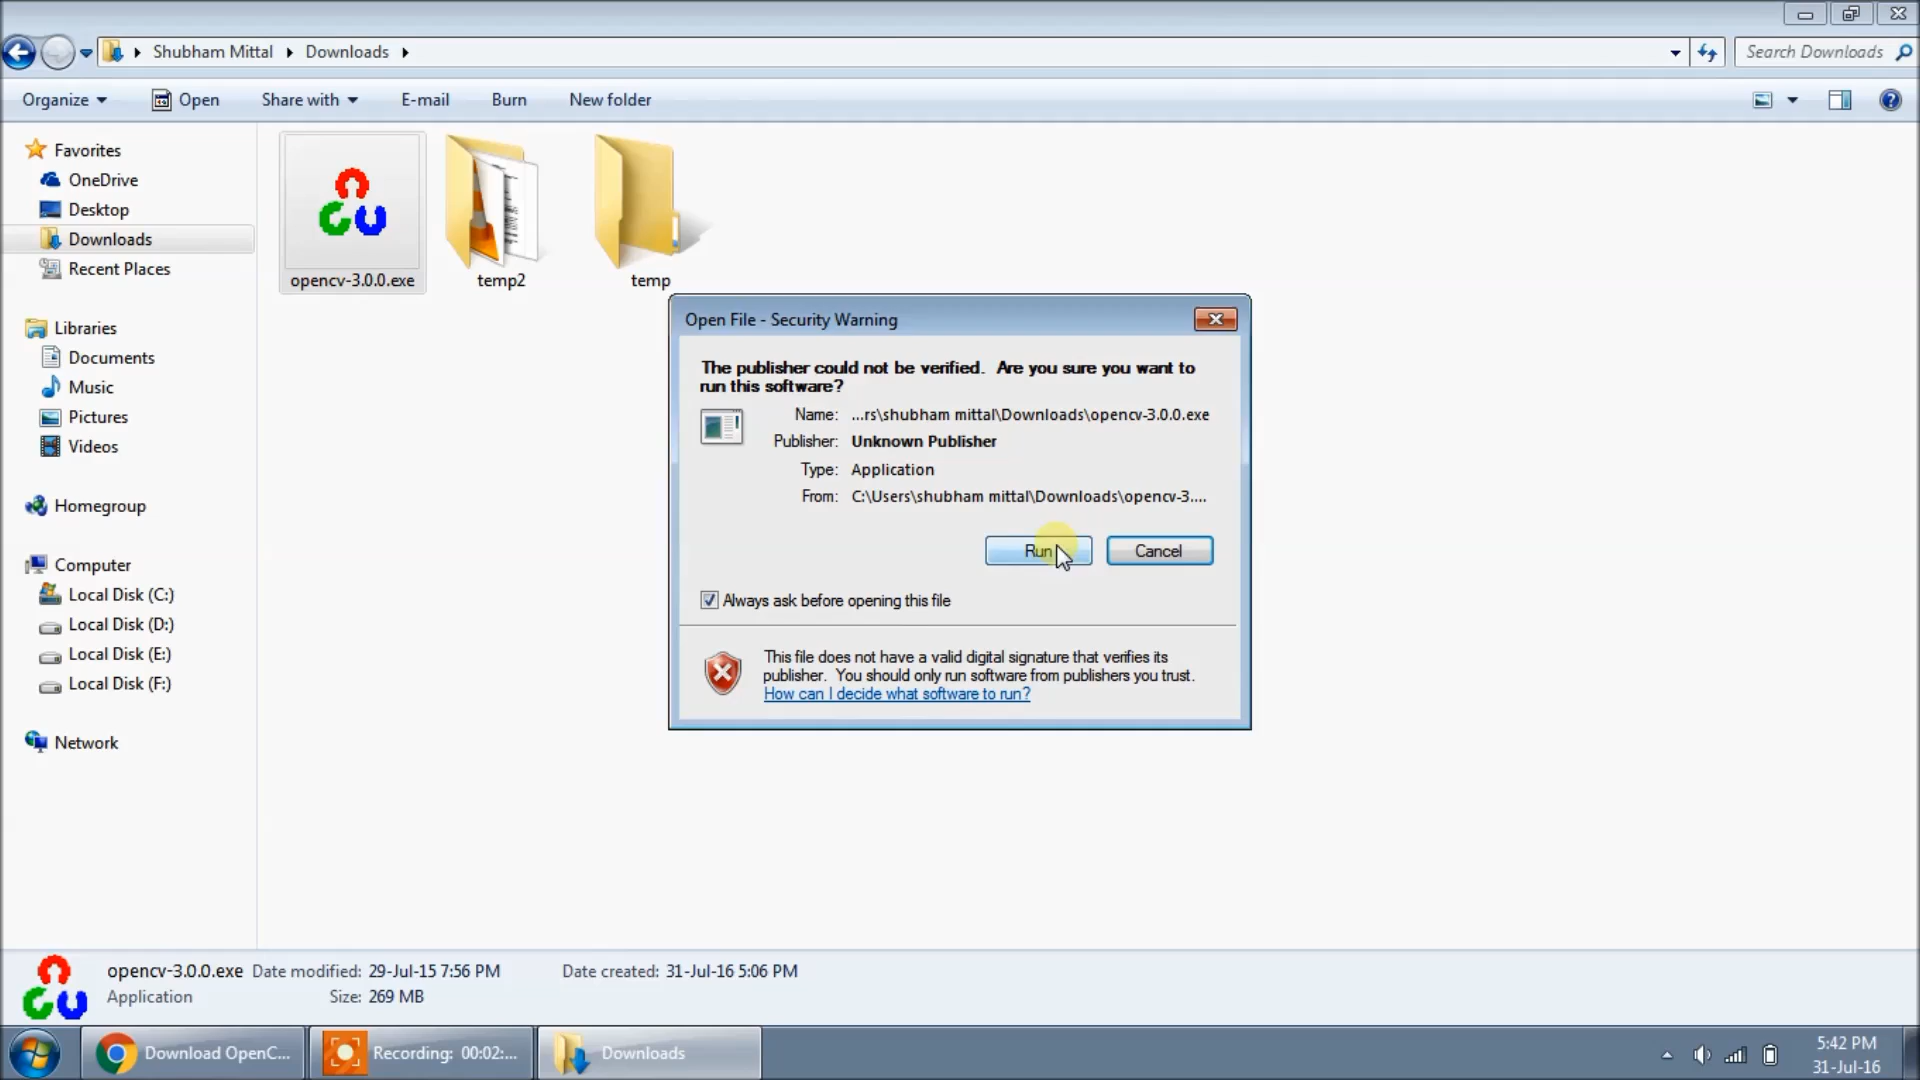 Shubham Mittal Downloads
Search Downloads
Organize Open Share with E-mail Burn New folder
Favorites
OneDrive
Desktop
Downloads
Recent Places
Libraries
Documents
Music
Pictures
Videos
Homegroup
Computer
Local Disk (C:)
Local Disk (D:)
Local Disk (E:)
Local Disk (F:)
Network
opencv-3.0.0.exe
temp2
temp
Open File - Security Warning
The publisher could not be verified. Are you sure you want to
run this software?
Name: ...rs\shubham mittal\Downloads\opencv-3.0.0.exe
Publisher: Unknown Publisher
Type: Application
From: C:\Users\shubham mittal\Downloads\opencv-3....
Run Cancel
Always ask before opening this file
This file does not have a valid digital signature that verifies its
publisher. You should only run software from publishers you trust.
How can I decide what software to run?
opencv-3.0.0.exe Date modified: 29-Jul-15 7:56 PM Date created: 31-Jul-16 5:06 PM
Application Size: 269 MB
Download OpenC... Recording: 00:02:... Downloads
5:42 PM
31-Jul-16